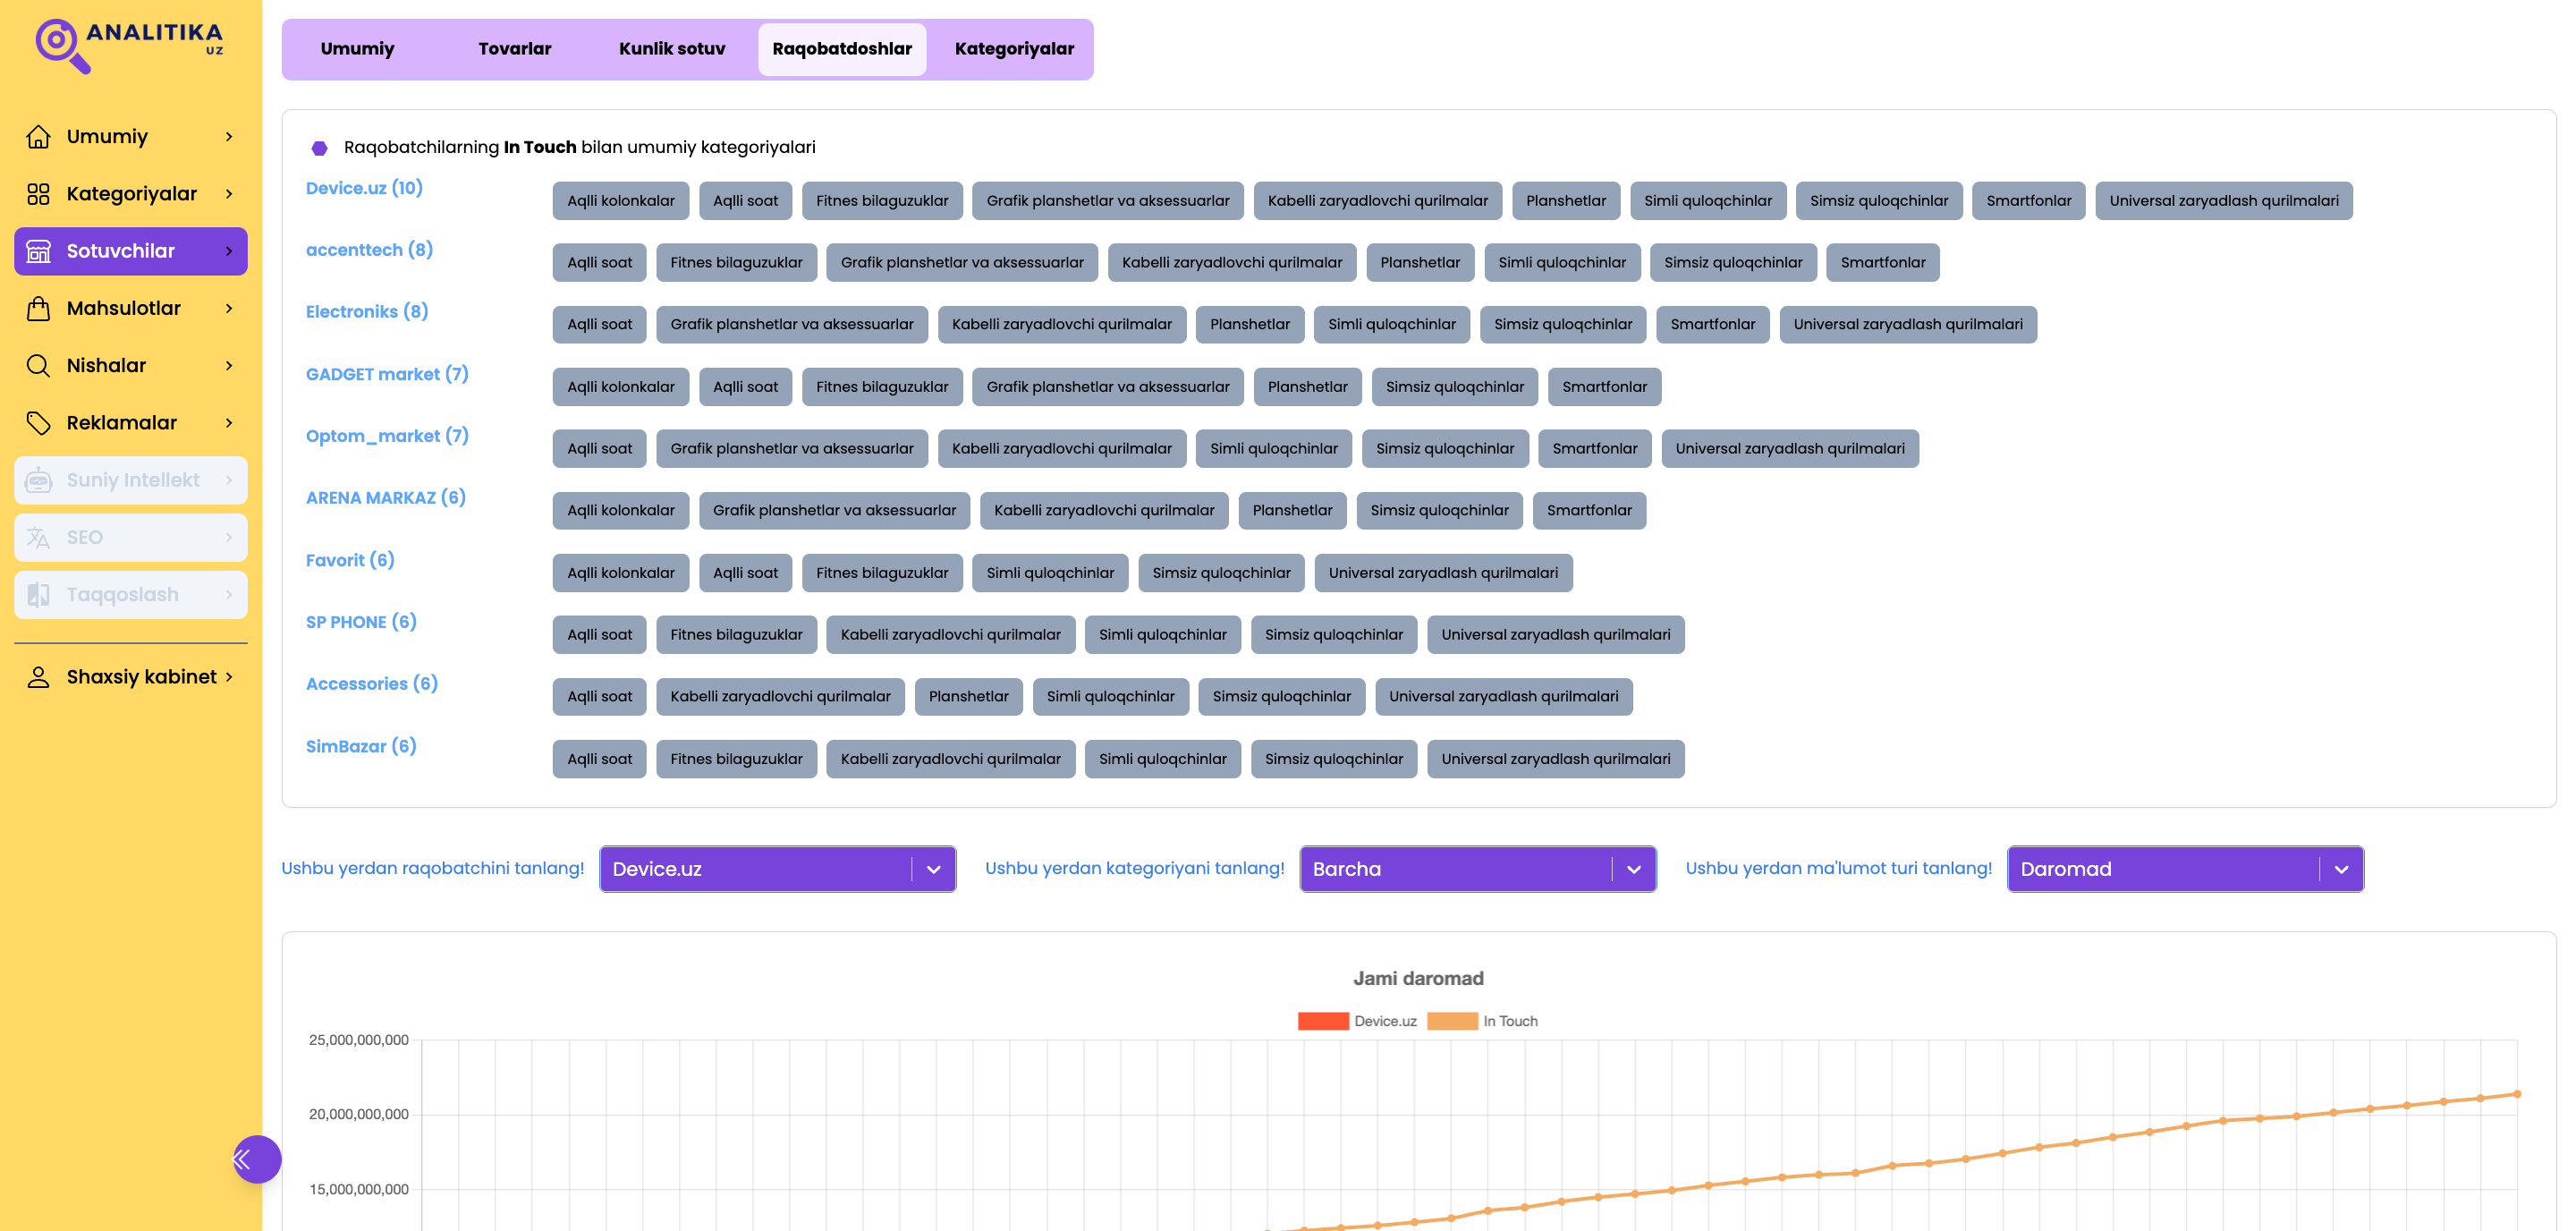 ANALITIKA
UZ
Umumiy
Kategoriyalar
Sotuvchilar
Mahsulotlar
Nishalar
Reklamalar
Suniy Intellekt
SEO
Taqqoslash
Shaxsiy kabinet
Umumiy Tovarlar Kunlik sotuv Raqobatdoshlar Kategoriyalar
Raqobatchilarning In Touch bilan umumiy kategoriyalari
Device.uz (10) Aqlli kolonkalar Aqlli soat Fitnes bilaguzuklar Grafik planshetlar va aksessuarlar Kabelli zaryadlovchi qurilmalar Planshetlar Simli quloqchinlar Simsiz quloqchinlar Smartfonlar Universal zaryadlash qurilmalari
accenttech (8) Aqlli soat Fitnes bilaguzuklar Grafik planshetlar va aksessuarlar Kabelli zaryadlovchi qurilmalar Planshetlar Simli quloqchinlar Simsiz quloqchinlar Smartfonlar
Electroniks (8) Aqlli soat Grafik planshetlar va aksessuarlar Kabelli zaryadlovchi qurilmalar Planshetlar Simli quloqchinlar Simsiz quloqchinlar Smartfonlar Universal zaryadlash qurilmalari
GADGET market (7) Aqlli kolonkalar Aqlli soat Fitnes bilaguzuklar Grafik planshetlar va aksessuarlar Planshetlar Simsiz quloqchinlar Smartfonlar
Optom_market (7) Aqlli soat Grafik planshetlar va aksessuarlar Kabelli zaryadlovchi qurilmalar Simli quloqchinlar Simsiz quloqchinlar Smartfonlar Universal zaryadlash qurilmalari
ARENA MARKAZ (6) Aqlli kolonkalar Grafik planshetlar va aksessuarlar Kabelli zaryadlovchi qurilmalar Planshetlar Simsiz quloqchinlar Smartfonlar
Favorit (6) Aqlli kolonkalar Aqlli soat Fitnes bilaguzuklar Simli quloqchinlar Simsiz quloqchinlar Universal zaryadlash qurilmalari
SP PHONE (6) Aqlli soat Fitnes bilaguzuklar Kabelli zaryadlovchi qurilmalar Simli quloqchinlar Simsiz quloqchinlar Universal zaryadlash qurilmalari
Accessories (6) Aqlli soat Kabelli zaryadlovchi qurilmalar Planshetlar Simli quloqchinlar Simsiz quloqchinlar Universal zaryadlash qurilmalari
SimBazar (6) Aqlli soat Fitnes bilaguzuklar Kabelli zaryadlovchi qurilmalar Simli quloqchinlar Simsiz quloqchinlar Universal zaryadlash qurilmalari
Ushbu yerdan raqobatchini tanlang! Device.uz Ushbu yerdan kategoriyani tanlang! Barcha Ushbu yerdan ma'lumot turi tanlang! Daromad
Jami daromad
Device.uz In Touch
25,000,000,000
20,000,000,000
15,000,000,000